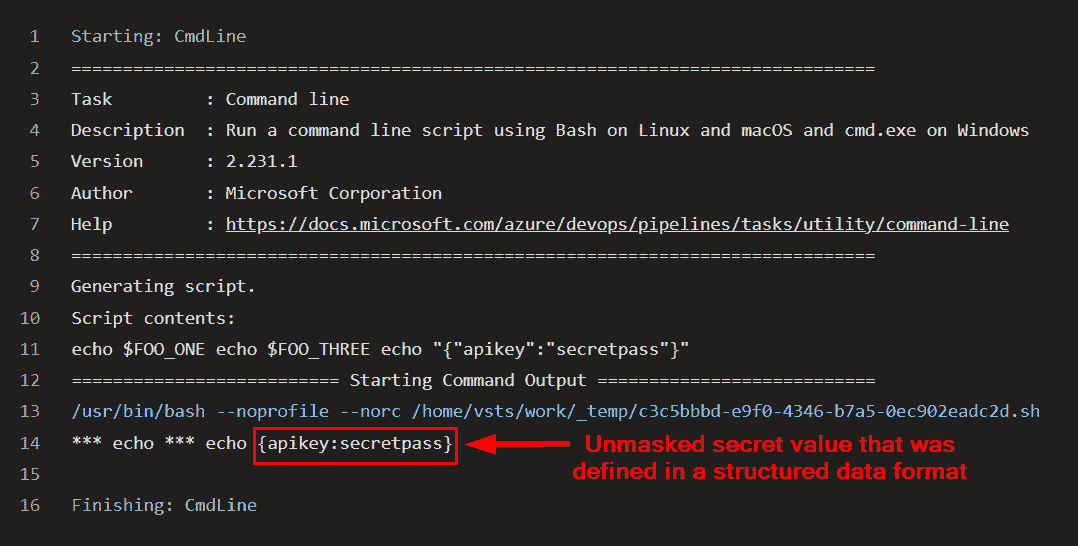 1 Starting: CmdLine
2 ==============================================================================
3 Task         : Command line
4 Description  : Run a command line script using Bash on Linux and macOS and cmd.exe on Windows
5 Version      : 2.231.1
6 Author       : Microsoft Corporation
7 Help         : https://docs.microsoft.com/azure/devops/pipelines/tasks/utility/command-line
8 ==============================================================================
9 Generating script.
10 Script contents:
11 echo $FOO_ONE echo $FOO_THREE echo "{"apikey":"secretpass"}"
12 ========================== Starting Command Output ===========================
13 /usr/bin/bash --noprofile --norc /home/vsts/work/_temp/c3c5bbbd-e9f0-4346-b7a5-0ec902eadc2d.sh
14 *** echo *** echo {apikey:secretpass} Unmasked secret value that was
defined in a structured data format
15
16 Finishing: CmdLine